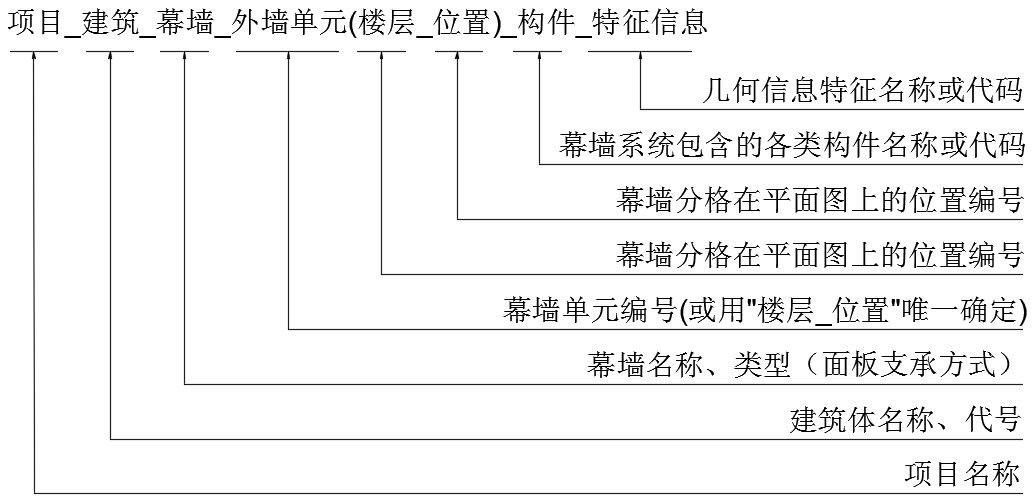 项目_建筑_幕墙_外墙单元(楼层_位置)_构件_特征信息
几何信息特征名称或代码
幕墙系统包含的各类构件名称或代码
幕墙分格在平面图上的位置编号
幕墙分格在平面图上的位置编号
幕墙单元编号(或用"楼层_位置"唯一确定)
幕墙名称、类型（面板支承方式）
建筑体名称、代号
项目名称